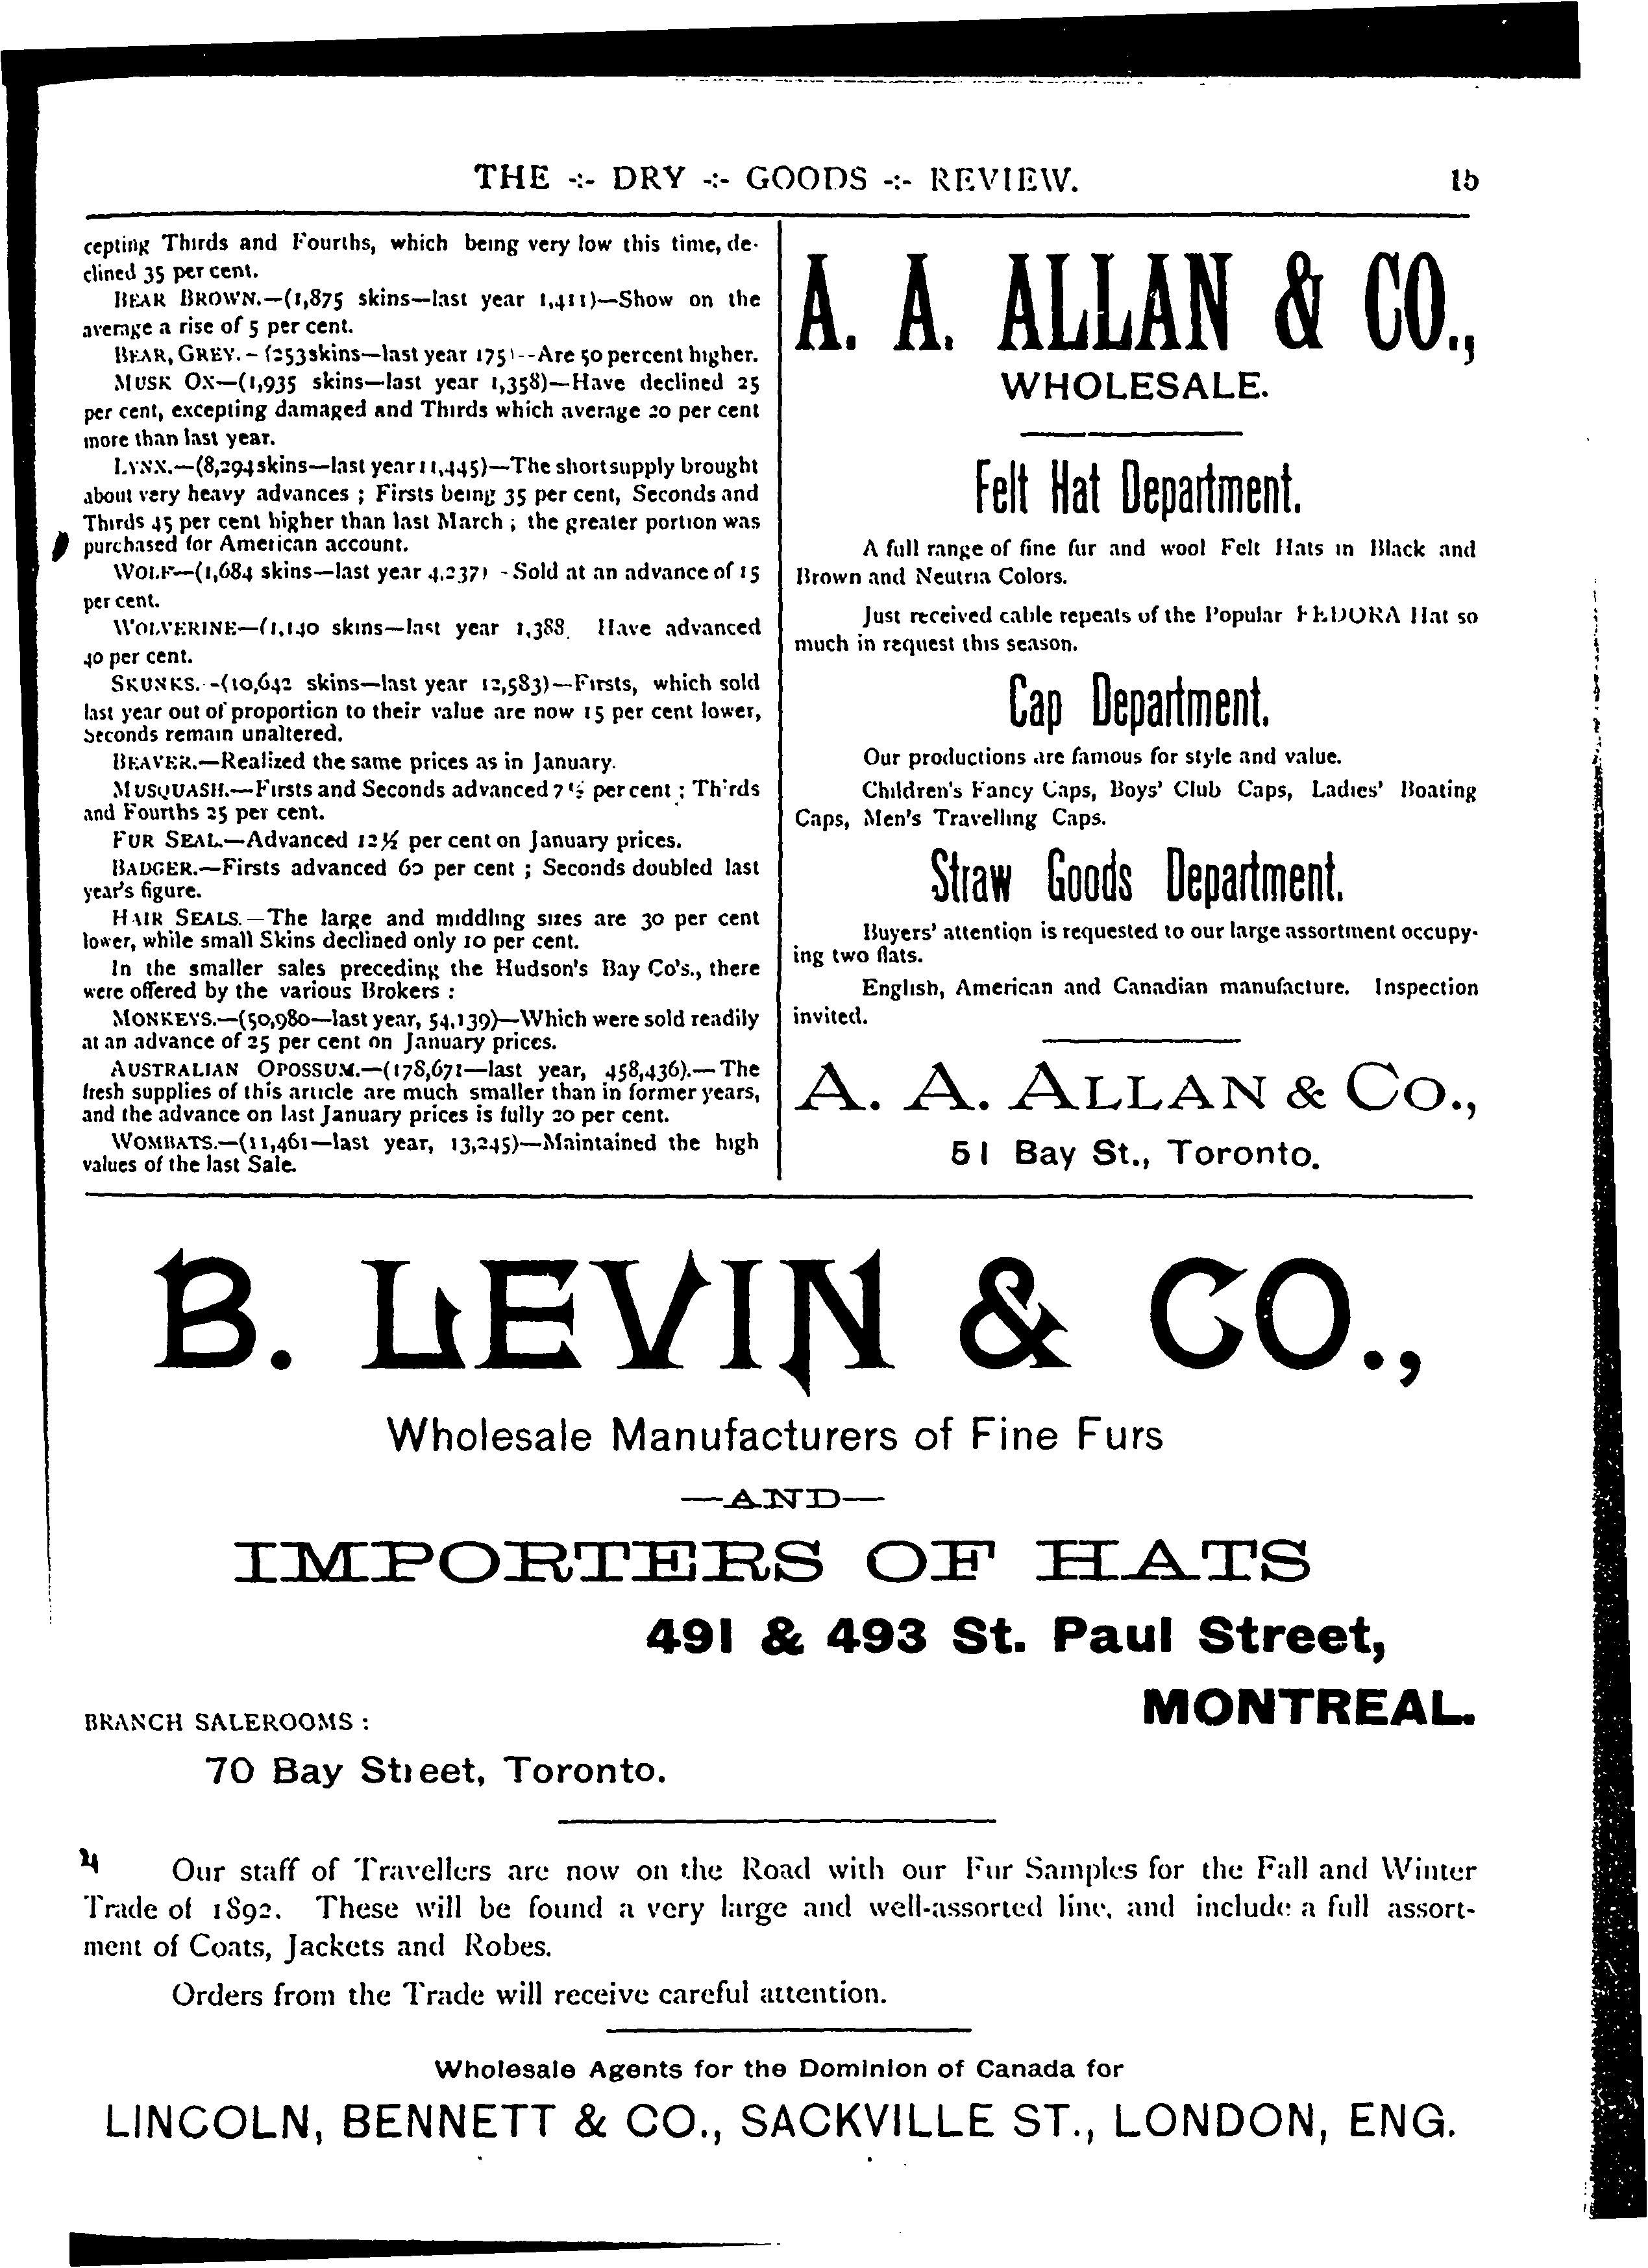 THE -:- DRY -:- GOODS -:- REVIEW. 15
cepting Thirds and Fourths, which being very low this time, de-
clined 35 per cent.
BEAR BROWN.—(1,875 skins—last year 1,411)—Show on the
average a rise of 5 per cent.
BEAR, GREY.-(253 skins—last year 175)--Are 50 per cent higher.
MUSK OX—(1,935 skins—last year 1,358)—Have declined 25
per cent, excepting damaged and Thirds which average 20 per cent
more than last year.
LYNX.—(8,294 skins—last year 11,445)—The short supply brought
about very heavy advances ; Firsts being 35 per cent, Seconds and
Thirds 45 per cent higher than last March ; the greater portion was
purchased for American account.
WOLF—(1,684 skins—last year 4,237) - Sold at an advance of 15
per cent.
WOLVERINE—(1,140 skins—last year 1,388. Have advanced
40 per cent.
SKUNKS.--(10,642 skins—last year 12,583)—Firsts, which sold
last year out of proportion to their value are now 15 per cent lower,
Seconds remain unaltered.
BEAVER.—Realized the same prices as in January.
MUSQUASH.—Firsts and Seconds advanced 7½ per cent ; Thirds
and Fourths 25 per cent.
FUR SEAL.—Advanced 12½ per cent on January prices.
BADGER.—Firsts advanced 60 per cent ; Seconds doubled last
year's figure.
HAIR SEALS.—The large and middling sizes are 30 per cent
lower, while small Skins declined only 10 per cent.
In the smaller sales preceding the Hudson's Bay Co's., there
were offered by the various Brokers :
MONKEYS.—(50,980—last year, 54,139)—Which were sold readily
at an advance of 25 per cent on January prices.
AUSTRALIAN OPOSSUM.—(178,671—last year, 458,436).—The
fresh supplies of this article are much smaller than in former years,
and the advance on last January prices is fully 20 per cent.
WOMBATS.—(11,461—last year, 13,245)—Maintained the high
values of the last Sale.
A. A. ALLAN & CO.,
WHOLESALE.
Felt Hat Department.
A full range of fine fur and wool Felt Hats in Black and
Brown and Neutria Colors.
Just received cable repeats of the Popular FEDORA Hat so
much in request this season.
Cap Department.
Our productions are famous for style and value.
Children's Fancy Caps, Boys' Club Caps, Ladies' Boating
Caps, Men's Travelling Caps.
Straw Goods Department.
Buyers' attention is requested to our large assortment occupy-
ing two flats.
English, American and Canadian manufacture. Inspection
invited.
A. A. ALLAN & CO.,
51 Bay St., Toronto.
B. LEVIN & CO.,
Wholesale Manufacturers of Fine Furs
—AND—
IMPORTERS OF HATS
491 & 493 St. Paul Street,
MONTREAL.
BRANCH SALEROOMS :
70 Bay Street, Toronto.
Our staff of Travellers are now on the Road with our Fur Samples for the Fall and Winter
Trade of 1892. These will be found a very large and well-assorted line, and include a full assort-
ment of Coats, Jackets and Robes.
Orders from the Trade will receive careful attention.
Wholesale Agents for the Dominion of Canada for
LINCOLN, BENNETT & CO., SACKVILLE ST., LONDON, ENG.